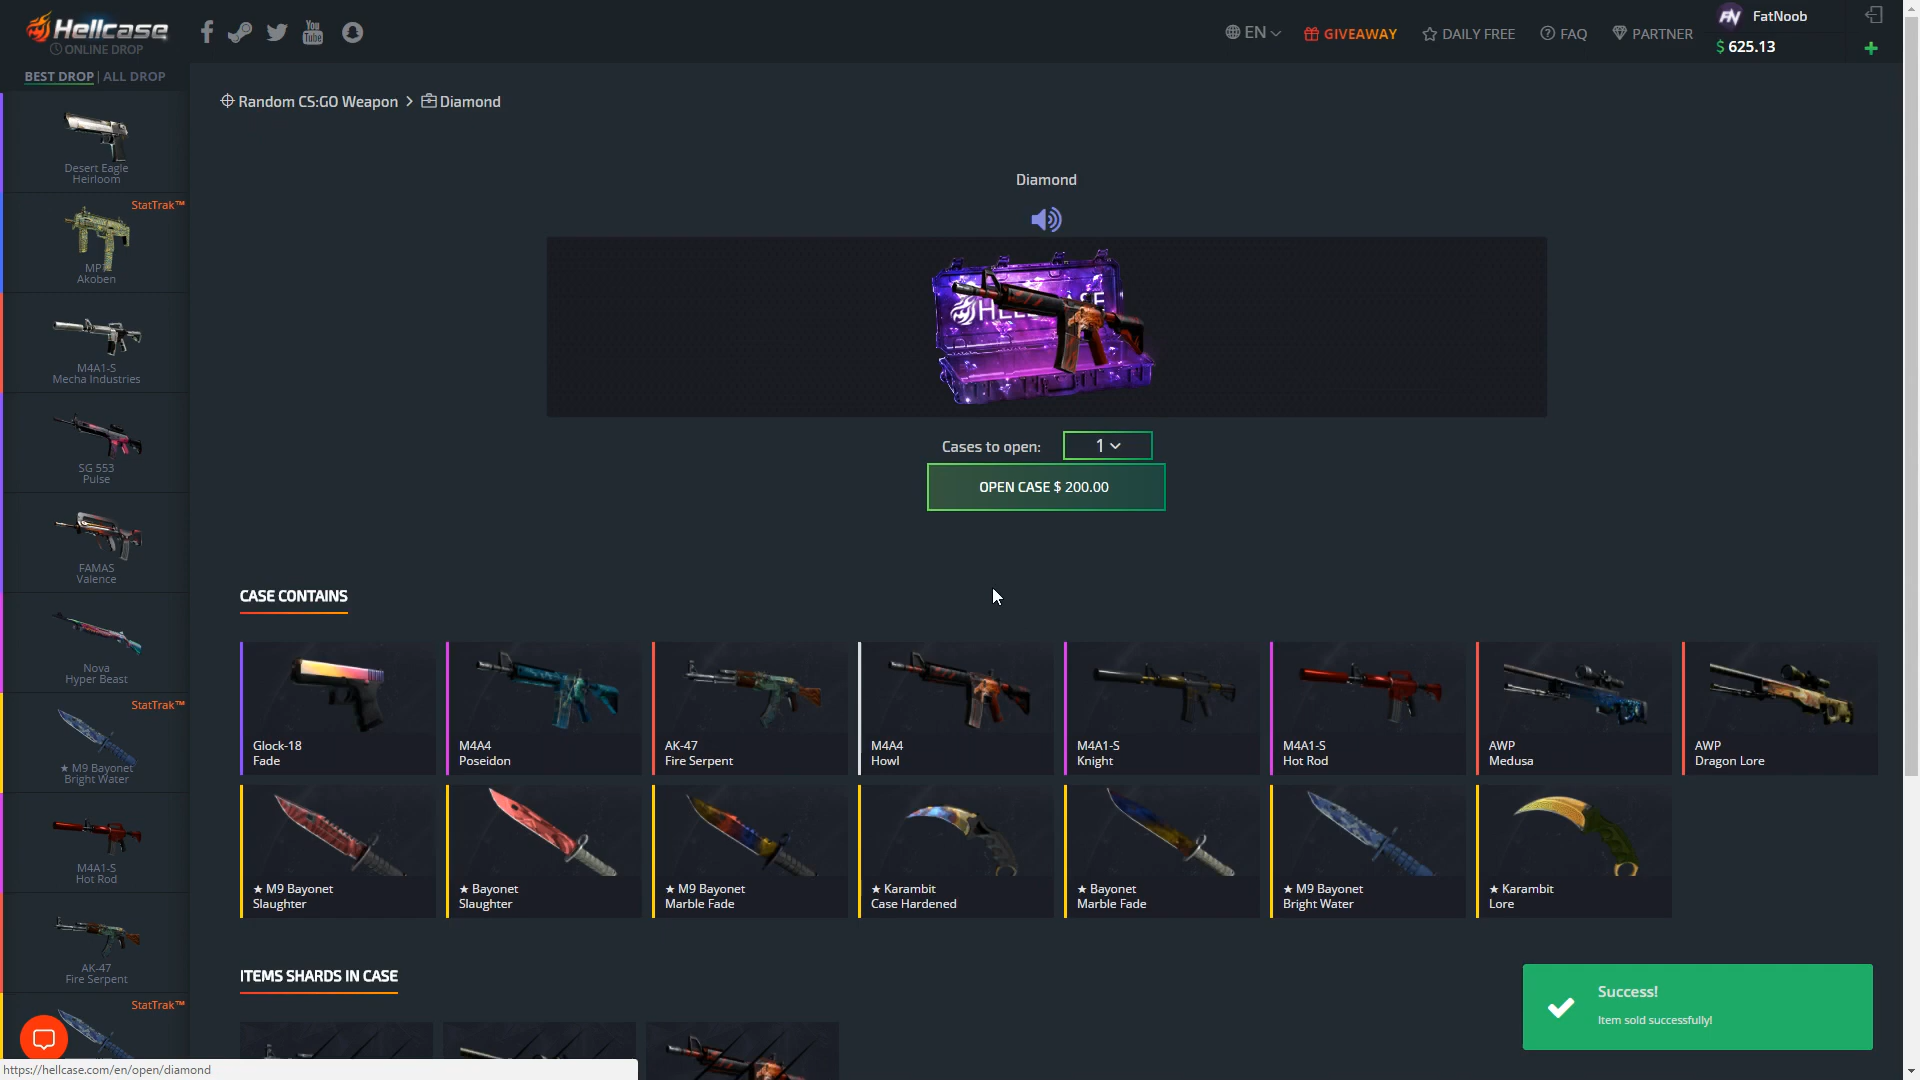 Hellcase
ONLINE DROP
BEST DROP | ALL DROP
You
Tube
EN
GIVEAWAY
DAILY FREE
FAQ
PARTNER
FN
FatNoob
$ 625.13
Random CS:GO Weapon > Diamond
Desert Eagle
Heirloom
StatTrak™
MP7
Akoben
M4A1-S
Mecha Industries
SG 553
Pulse
FAMAS
Valence
Nova
Hyper Beast
StatTrak™
★ M9 Bayonet
Bright Water
M4A1-S
Hot Rod
AK-47
Fire Serpent
StatTrak™
Diamond
Cases to open: 1
OPEN CASE $ 200.00
CASE CONTAINS
Glock-18
Fade
M4A4
Poseidon
AK-47
Fire Serpent
M4A4
Howl
M4A1-S
Knight
M4A1-S
Hot Rod
AWP
Medusa
AWP
Dragon Lore
★ M9 Bayonet
Slaughter
★ Bayonet
Slaughter
★ M9 Bayonet
Marble Fade
★ Karambit
Case Hardened
★ Bayonet
Marble Fade
★ M9 Bayonet
Bright Water
★ Karambit
Lore
ITEMS SHARDS IN CASE
Success!
Item sold successfully!
https://hellcase.com/en/open/diamond